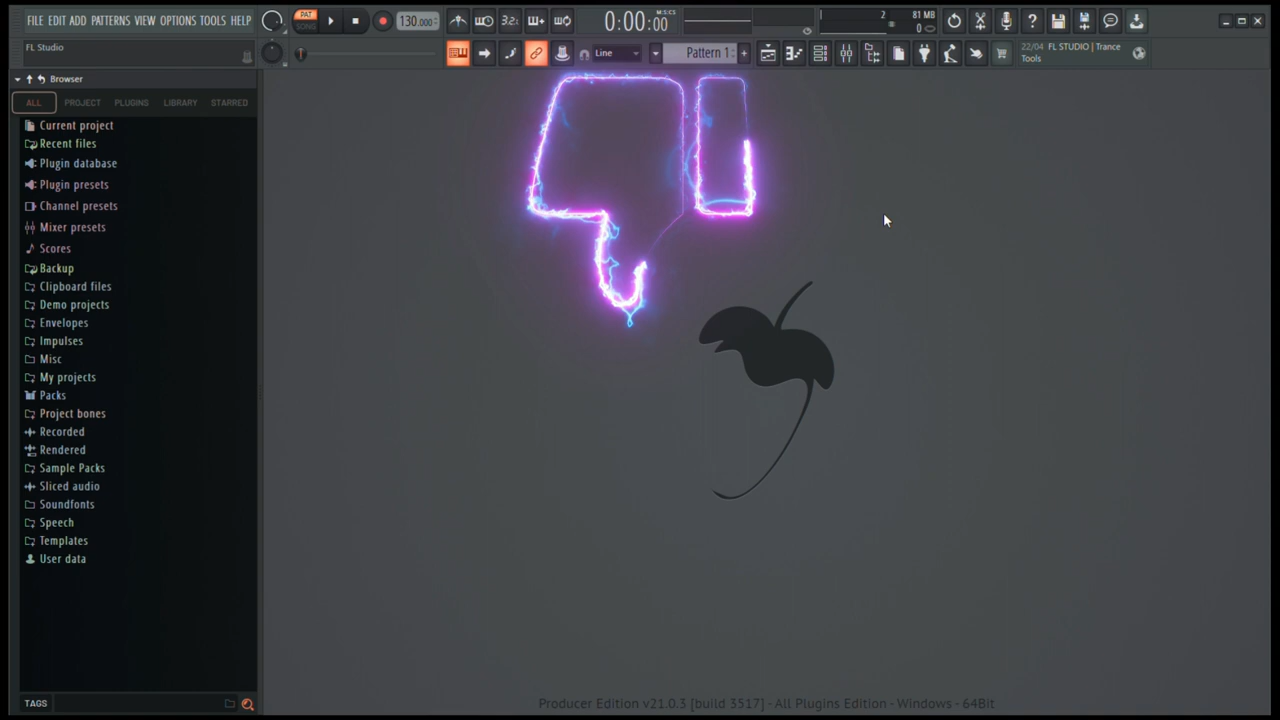 FILE EDIT ADD PATTERNS VIEW OPTIONS TOOLS HELP
PAT
SONG
130.000
3.2.
0:00:00
M:S:CS
2
81 MB
0
FL Studio
Line
Pattern 1
22/04 FL STUDIO | Trance
Tools
Browser
ALL PROJECT PLUGINS LIBRARY STARRED
Current project
Recent files
Plugin database
Plugin presets
Channel presets
Mixer presets
Scores
Backup
Clipboard files
Demo projects
Envelopes
Impulses
Misc
My projects
Packs
Project bones
Recorded
Rendered
Sample Packs
Sliced audio
Soundfonts
Speech
Templates
User data
TAGS
Producer Edition v21.0.3 [build 3517] - All Plugins Edition - Windows - 64Bit